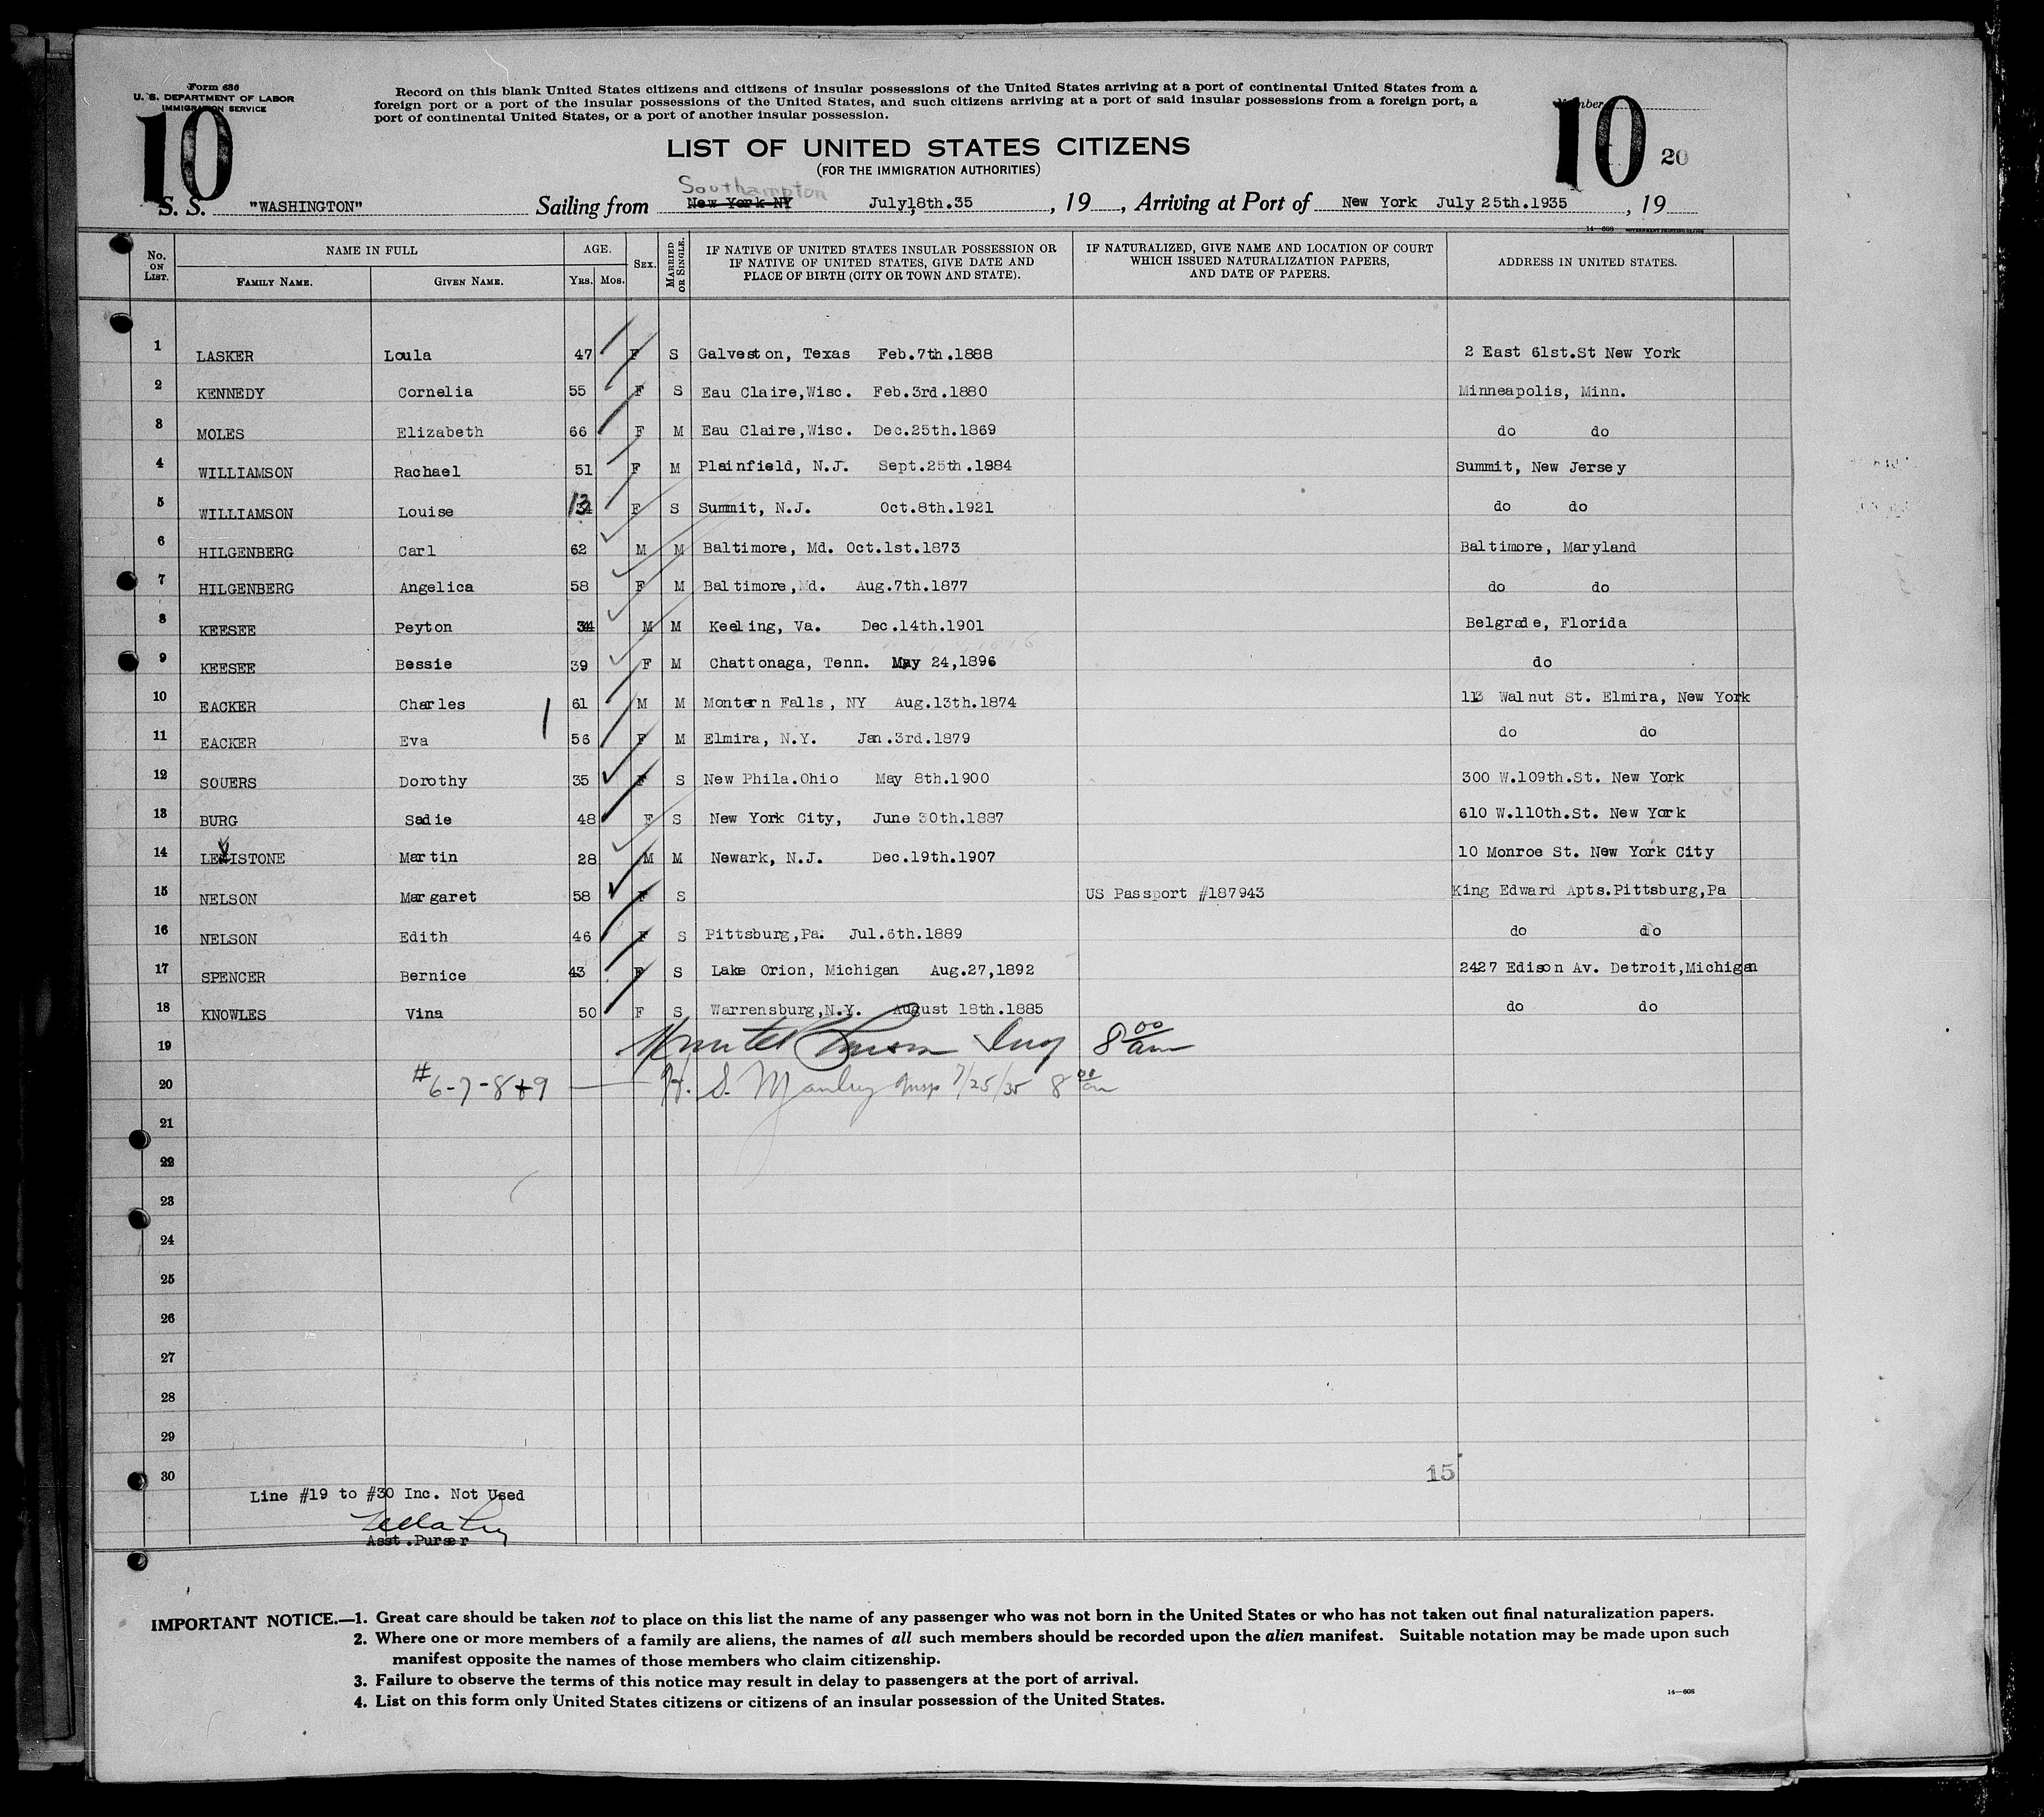 Form 630
U. S. DEPARTMENT OF LABOR
IMMIGRATION SERVICE
Record on this blank United States citizens and citizens of insular possessions of the United States arriving at a port of continental United States from a
foreign port or a port of the insular possessions of the United States, and such citizens arriving at a port of said insular possessions from a foreign port, a
port of continental United States, or a port of another insular possession.
10
Number
10 20
LIST OF UNITED STATES CITIZENS
(FOR THE IMMIGRATION AUTHORITIES)
Southampton
S. S. "WASHINGTON" Sailing from New York NY July,18th.35, 19 , Arriving at Port of New York July 25th.1935, 19
14—608 GOVERNMENT PRINTING OFFICE
No. ON LIST. NAME IN FULL FAMILY NAME. GIVEN NAME. AGE. YRS. MOS. SEX. MARRIED OR SINGLE. IF NATIVE OF UNITED STATES INSULAR POSSESSION OR IF NATIVE OF UNITED STATES, GIVE DATE AND PLACE OF BIRTH (CITY OR TOWN AND STATE). IF NATURALIZED, GIVE NAME AND LOCATION OF COURT WHICH ISSUED NATURALIZATION PAPERS, AND DATE OF PAPERS. ADDRESS IN UNITED STATES.
1 LASKER Loula 47 F S Galveston, Texas Feb.7th.1888 2 East 61st.St New York
2 KENNEDY Cornelia 55 F S Eau Claire,Wisc. Feb.3rd.1880 Minneapolis, Minn.
3 MOLES Elizabeth 66 F M Eau Claire,Wisc. Dec.25th.1869 do do
4 WILLIAMSON Rachael 51 F M Plainfield, N.J. Sept.25th.1884 Summit, New Jersey
5 WILLIAMSON Louise 13 F S Summit, N.J. Oct.8th.1921 do do
6 HILGENBERG Carl 62 M M Baltimore, Md. Oct.1st.1873 Baltimore, Maryland
7 HILGENBERG Angelica 58 F M Baltimore,Md. Aug.7th.1877 do do
8 KEESEE Peyton 34 M M Keeling, Va. Dec.14th.1901 Belgrade, Florida
9 KEESEE Bessie 39 F M Chattonaga, Tenn. May 24,1896 do
10 EACKER Charles 61 M M Montern Falls, NY Aug.13th.1874 113 Walnut St. Elmira, New York
11 EACKER Eva 56 F M Elmira, N.Y. Jan.3rd.1879 do do
12 SOUERS Dorothy 35 F S New Phila.Ohio May 8th.1900 300 W.109th.St. New York
13 BURG Sadie 48 F S New York City, June 30th.1887 610 W.110th.St. New York
14 LEVISTONE Martin 28 M M Newark, N.J. Dec.19th.1907 10 Monroe St. New York City
15 NELSON Margaret 58 F S US Passport #187943 King Edward Apts.Pittsburg,Pa
16 NELSON Edith 46 F S Pittsburg,Pa. Jul.6th.1889 do do
17 SPENCER Bernice 43 F S Lake Orion, Michigan Aug.27,1892 2427 Edison Av. Detroit,Michigan
18 KNOWLES Vina 50 F S Warrensburg,N.Y. August 18th.1885 do do
19 8 00 am
20 #6-7-8+9 — H. S. Manley Insp 7/25/35 8 00 am
21
22
23
24
25
26
27
28
29
30
15
Line #19 to #30 Inc. Not Used
Asst.Purser
IMPORTANT NOTICE.—1. Great care should be taken not to place on this list the name of any passenger who was not born in the United States or who has not taken out final naturalization papers.
2. Where one or more members of a family are aliens, the names of all such members should be recorded upon the alien manifest. Suitable notation may be made upon such
manifest opposite the names of those members who claim citizenship.
3. Failure to observe the terms of this notice may result in delay to passengers at the port of arrival.
4. List on this form only United States citizens or citizens of an insular possession of the United States.
14—608